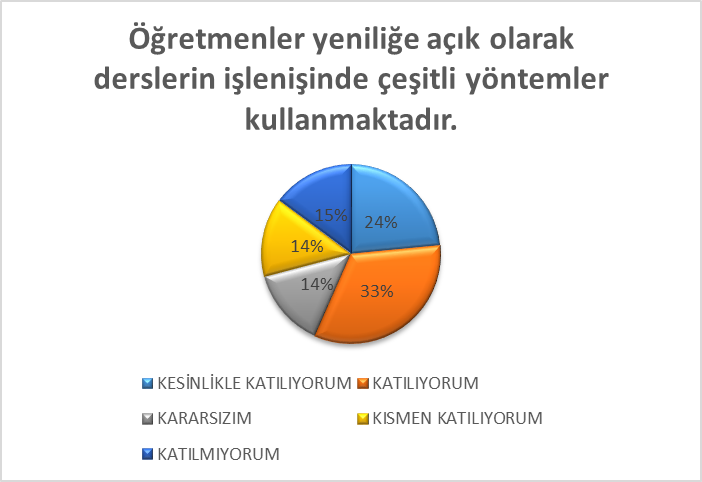 Öğretmenler yeniliğe açık olarak
derslerin işlenişinde çeşitli yöntemler
kullanmaktadır.
15%
24%
14%
14%
33%
KESİNLİKLE KATILIYORUM
KATILIYORUM
KARARSIZIM
KISMEN KATILIYORUM
KATILMIYORUM